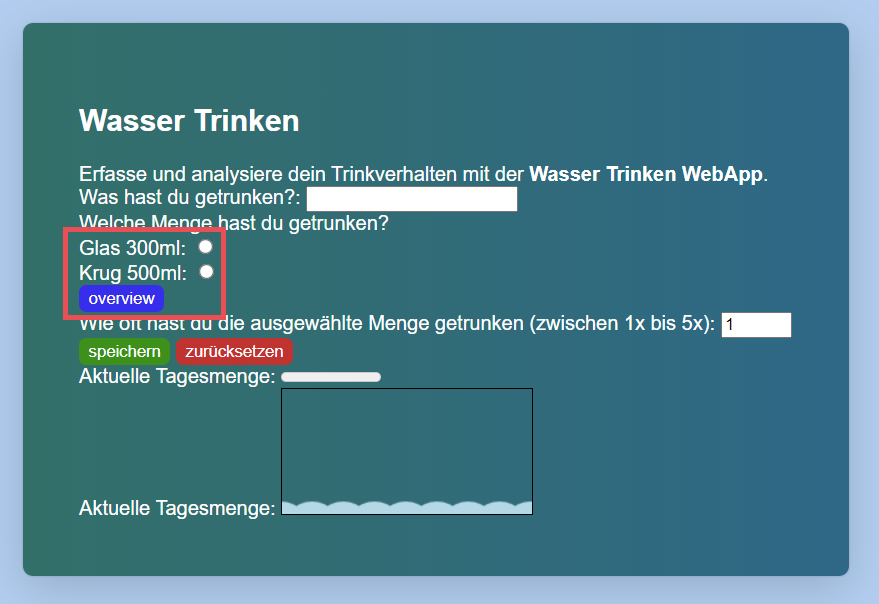 Wasser Trinken
Erfasse und analysiere dein Trinkverhalten mit der Wasser Trinken WebApp.
Was hast du getrunken?:
Welche Menge hast du getrunken?
Glas 300ml:
Krug 500ml:
overview
Wie oft hast du die ausgewählte Menge getrunken (zwischen 1x bis 5x): 1
speichern zurücksetzen
Aktuelle Tagesmenge:
Aktuelle Tagesmenge: